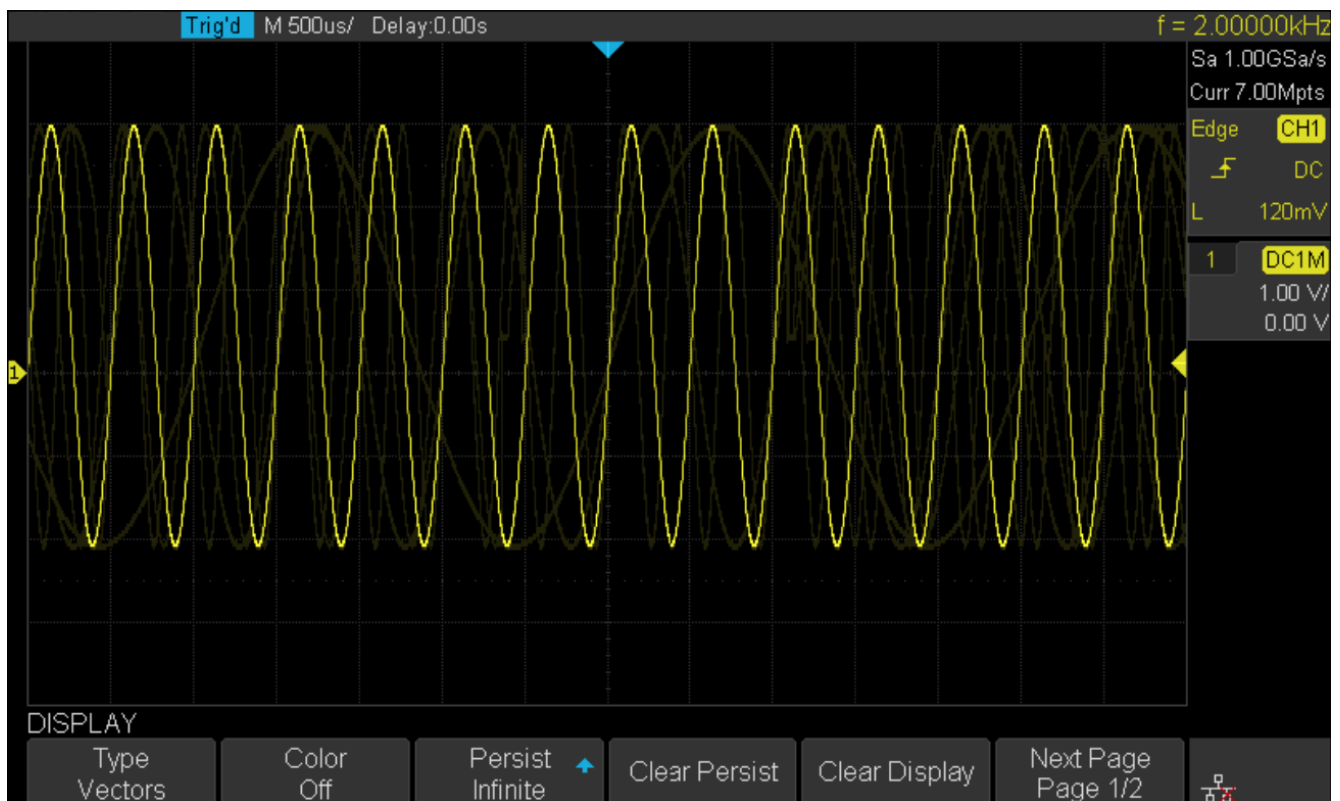 Trig'd M 500us/ Delay:0.00s f = 2.00000kHz
Sa 1.00GSa/s
Curr 7.00Mpts
Edge CH1
DC
L 120mV
1 DC1M
1.00 V/
0.00 V
1
DISPLAY
Type Color Persist Clear Persist Clear Display Next Page
Vectors Off Infinite Page 1/2